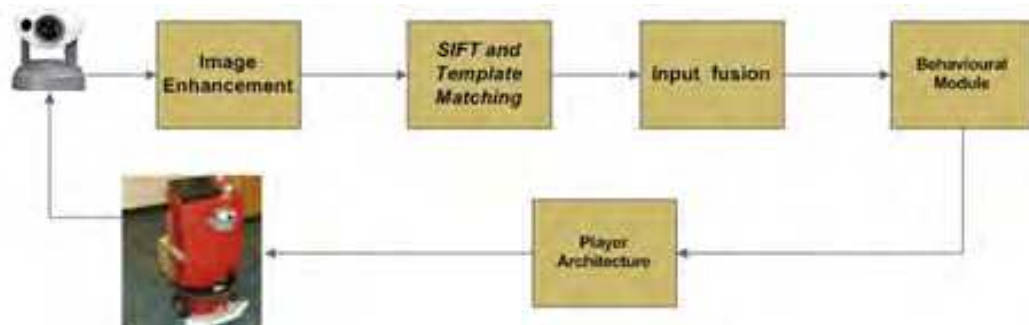 Image
Enhancement
SIFT and
Template
Matching
Input fusion
Behavioural
Module
Player
Architecture